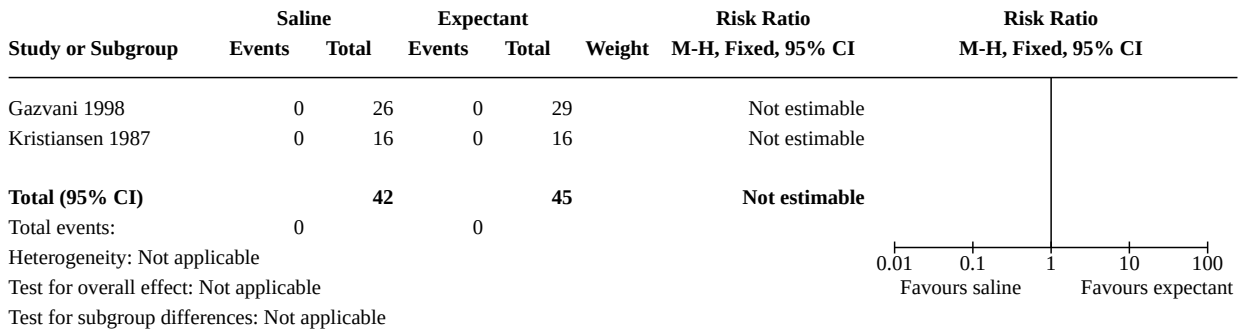 Saline Expectant Risk Ratio Risk Ratio
Study or Subgroup Events Total Events Total Weight M-H, Fixed, 95% CI M-H, Fixed, 95% CI
Gazvani 1998 0 26 0 29 Not estimable
Kristiansen 1987 0 16 0 16 Not estimable
Total (95% CI) 42 45 Not estimable
Total events: 0 0
Heterogeneity: Not applicable
0.01 0.1 1 10 100
Test for overall effect: Not applicable Favours saline Favours expectant
Test for subgroup differences: Not applicable